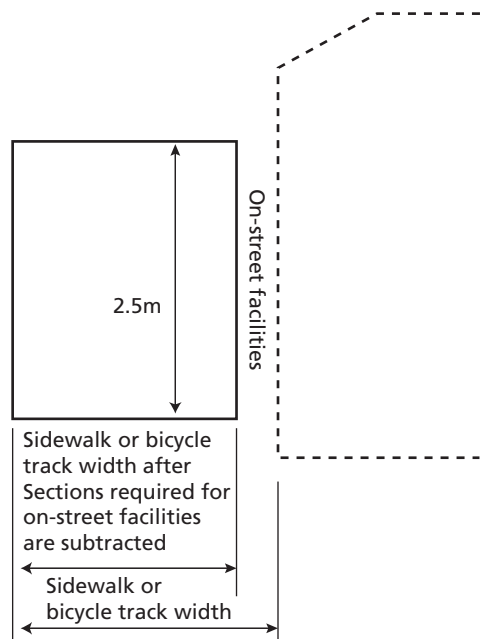 On-street facilities
2.5m
Sidewalk or bicycle
track width after
Sections required for
on-street facilities
are subtracted
Sidewalk or
bicycle track width